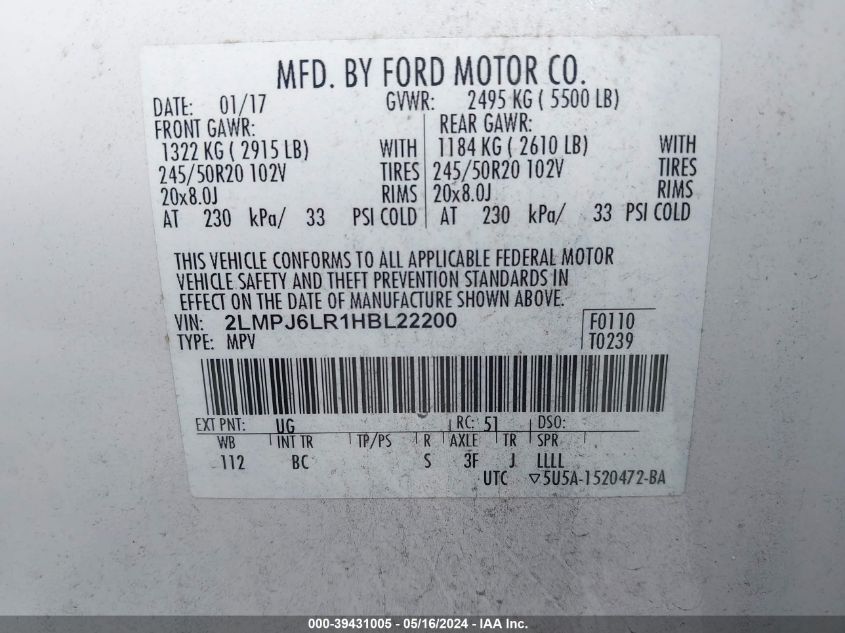 MFD. BY FORD MOTOR CO.
DATE: 01/17 GVWR: 2495 KG ( 5500 LB)
FRONT GAWR: REAR GAWR:
1322 KG ( 2915 LB) WITH 1184 KG ( 2610 LB) WITH
245/50R20 102V TIRES 245/50R20 102V TIRES
20x8.0J RIMS 20x8.0J RIMS
AT 230 kPa/ 33 PSI COLD AT 230 kPa/ 33 PSI COLD
THIS VEHICLE CONFORMS TO ALL APPLICABLE FEDERAL MOTOR
VEHICLE SAFETY AND THEFT PREVENTION STANDARDS IN
EFFECT ON THE DATE OF MANUFACTURE SHOWN ABOVE.
VIN: 2LMPJ6LR1HBL22200 F0110
TYPE: MPV T0239
EXT PNT: UG RC: 51 DSO:
WB INT TR TP/PS R AXLE TR SPR
112 BC S 3F J LLLL
UTC ▽5U5A-1520472-BA
000-39431005 - 05/16/2024 - IAA Inc.